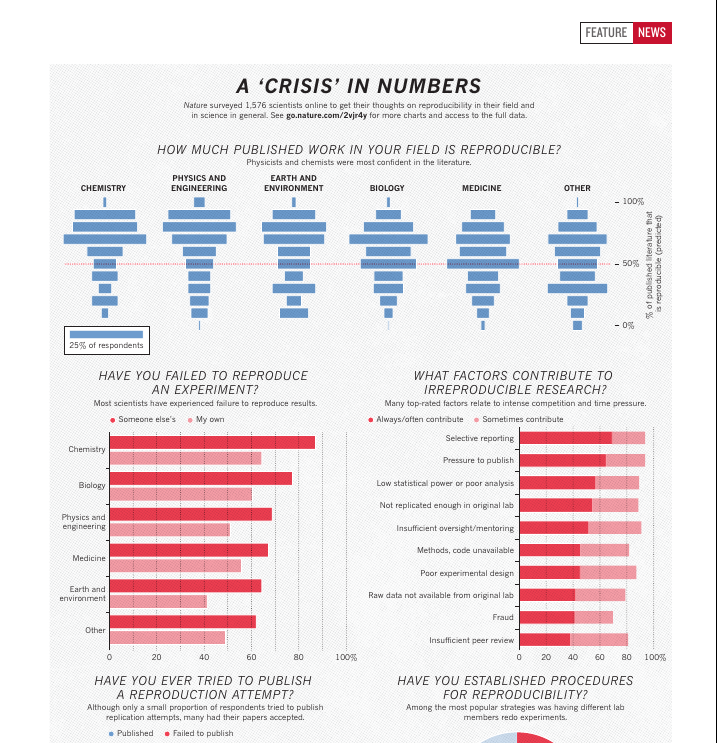 FEATURE NEWS
A ‘CRISIS’ IN NUMBERS
Nature surveyed 1,576 scientists online to get their thoughts on reproducibility in their field and
in science in general. See go.nature.com/2vjr4y for more charts and access to the full data.
HOW MUCH PUBLISHED WORK IN YOUR FIELD IS REPRODUCIBLE?
Physicists and chemists were most confident in the literature.
CHEMISTRY
PHYSICS AND
ENGINEERING
EARTH AND
ENVIRONMENT
BIOLOGY
MEDICINE
OTHER
100%
50%
0%
% of published literature that
is reproducible (predicted)
25% of respondents
HAVE YOU FAILED TO REPRODUCE
AN EXPERIMENT?
Most scientists have experienced failure to reproduce results.
Someone else's My own
Chemistry
Biology
Physics and
engineering
Medicine
Earth and
environment
Other
0 20 40 60 80 100%
WHAT FACTORS CONTRIBUTE TO
IRREPRODUCIBLE RESEARCH?
Many top-rated factors relate to intense competition and time pressure.
Always/often contribute Sometimes contribute
Selective reporting
Pressure to publish
Low statistical power or poor analysis
Not replicated enough in original lab
Insufficient oversight/mentoring
Methods, code unavailable
Poor experimental design
Raw data not available from original lab
Fraud
Insufficient peer review
0 20 40 60 80 100%
HAVE YOU EVER TRIED TO PUBLISH
A REPRODUCTION ATTEMPT?
Although only a small proportion of respondents tried to publish
replication attempts, many had their papers accepted.
Published Failed to publish
HAVE YOU ESTABLISHED PROCEDURES
FOR REPRODUCIBILITY?
Among the most popular strategies was having different lab
members redo experiments.